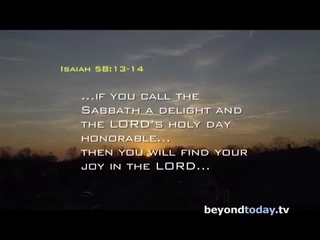 Isaiah 58:13-14
...if you call the
Sabbath a delight and
the LORD's holy day
honorable...
then you will find your
joy in the LORD...
beyondtoday.tv